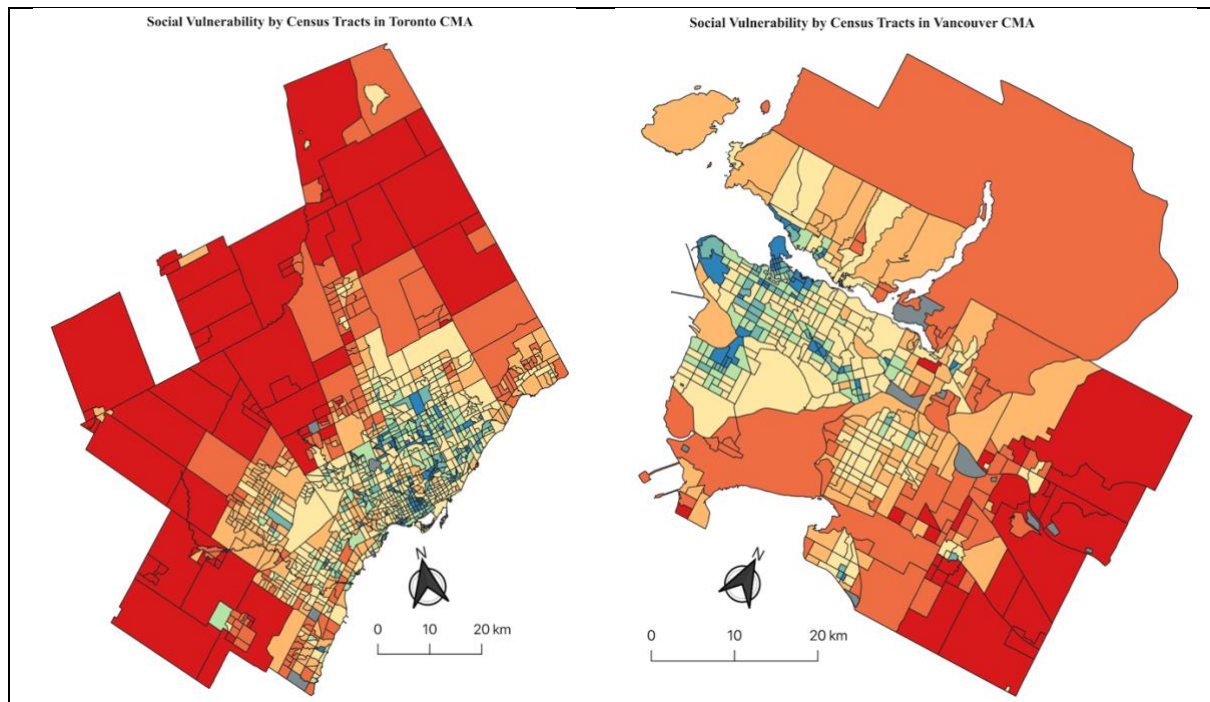 Social Vulnerability by Census Tracts in Toronto CMA
Social Vulnerability by Census Tracts in Vancouver CMA
N
0 10 20 km
N
0 10 20 km